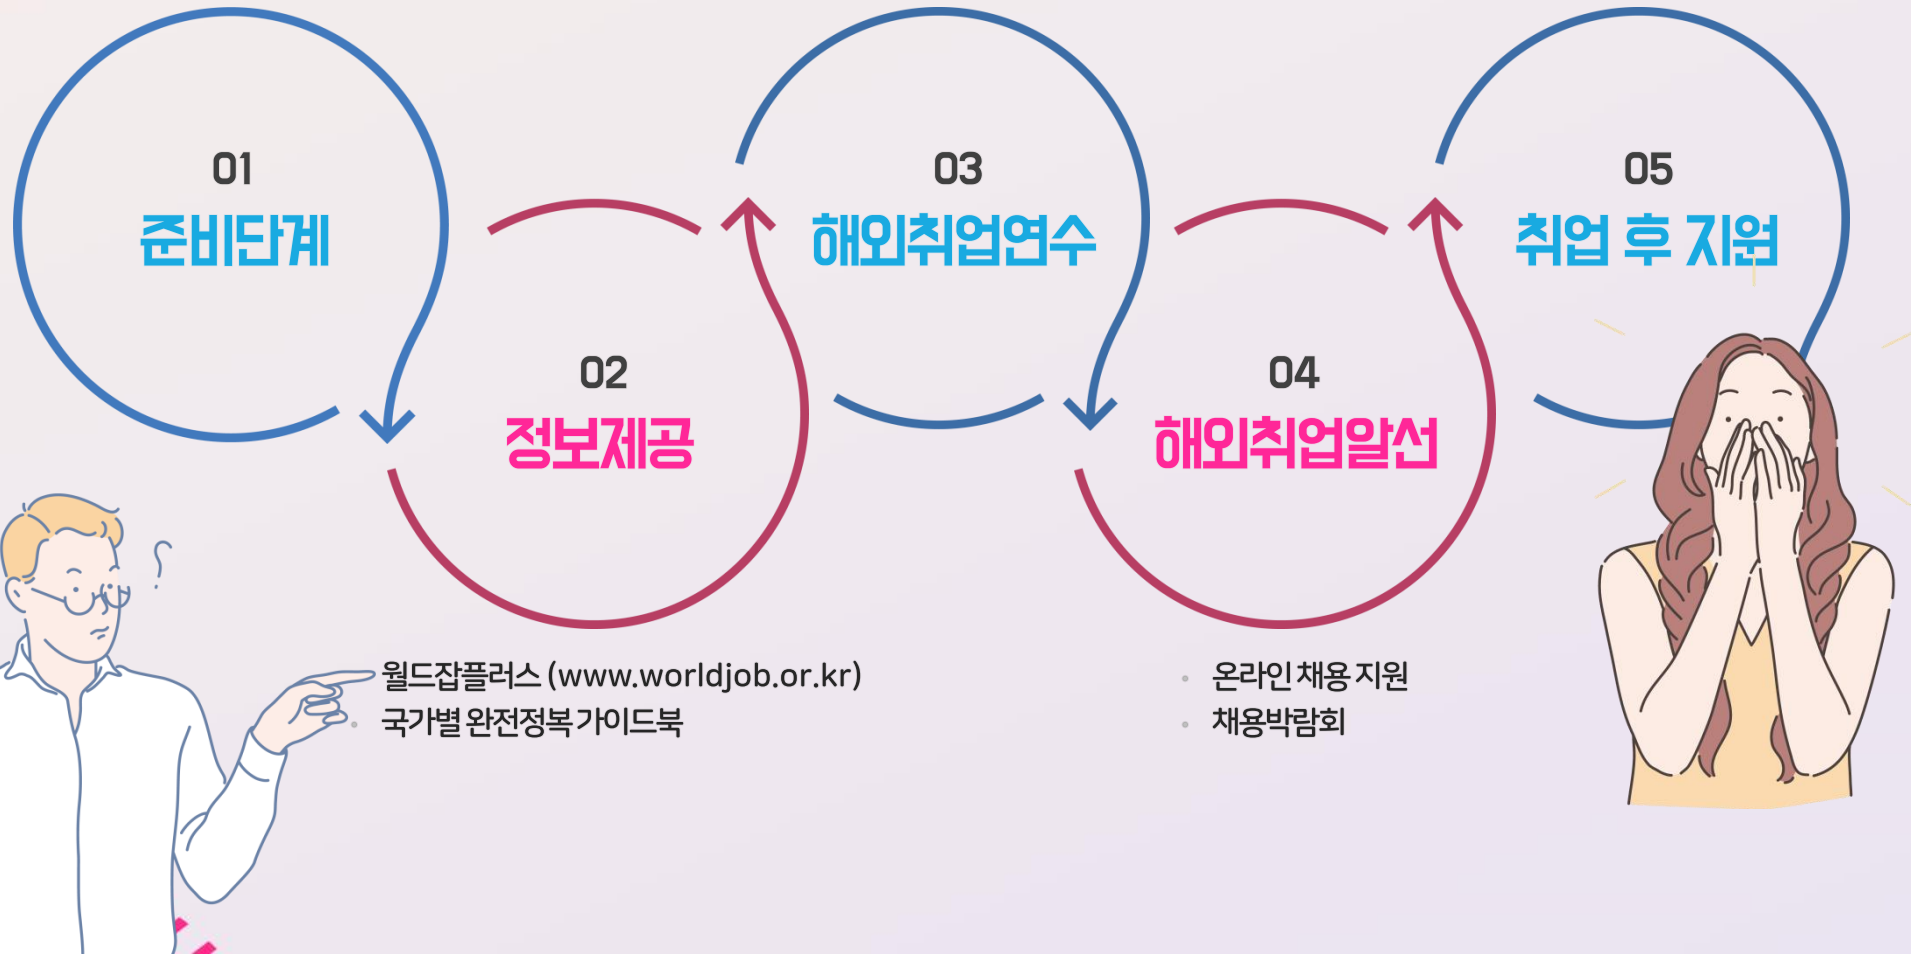 01
준비단계
02
정보제공
월드잡플러스 (www.worldjob.or.kr)
국가별 완전정복 가이드북
03
해외취업연수
04
해외취업알선
온라인 채용 지원
채용박람회
05
취업 후 지원